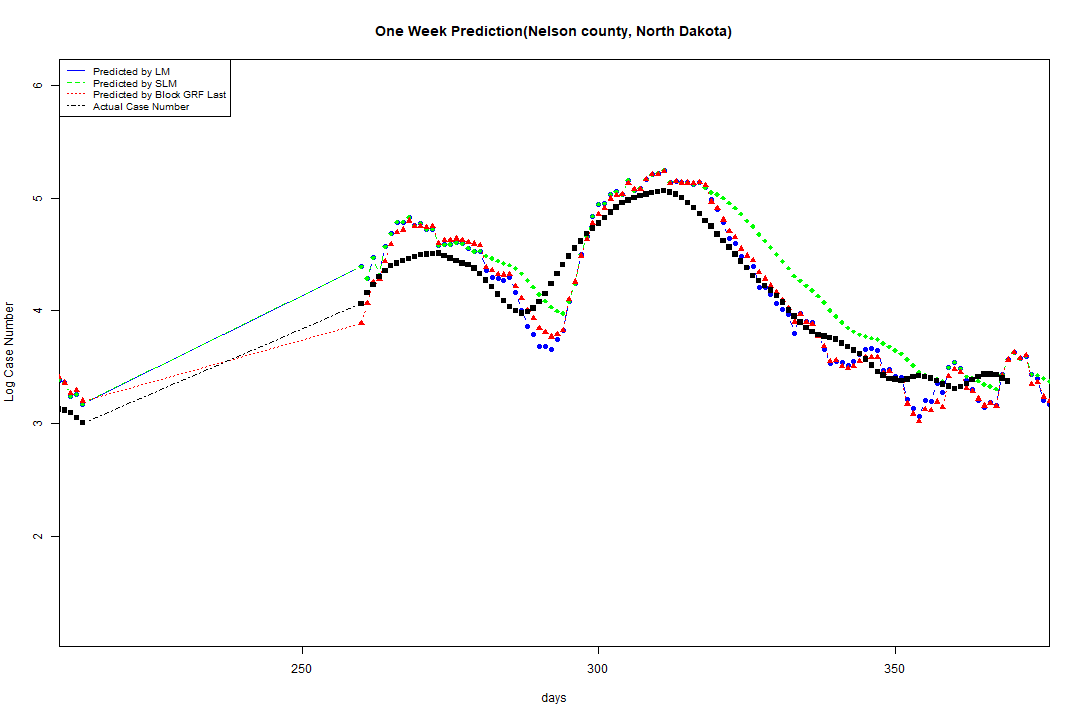 One Week Prediction(Nelson county, North Dakota)
Predicted by LM
Predicted by SLM
Predicted by Block GRF Last
Actual Case Number
6
5
4
3
2
Log Case Number
250
300
350
days